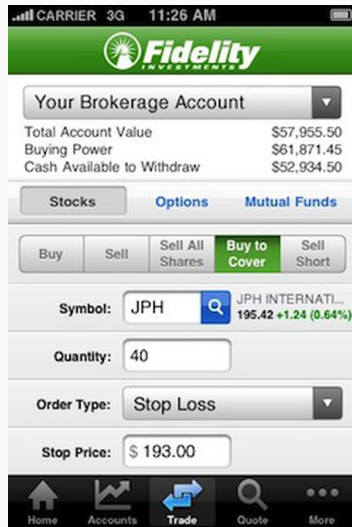 CARRIER 3G 11:26 AM
Fidelity
INVESTMENTS
Your Brokerage Account
Total Account Value $57,955.50
Buying Power $61,871.45
Cash Available to Withdraw $52,934.50
Stocks Options Mutual Funds
Buy Sell Sell All Shares Buy to Cover Sell Short
Symbol: JPH JPH INTERNATI...
195.42 +1.24 (0.64%)
Quantity: 40
Order Type: Stop Loss
Stop Price: $ 193.00
Home Accounts Trade Quote More